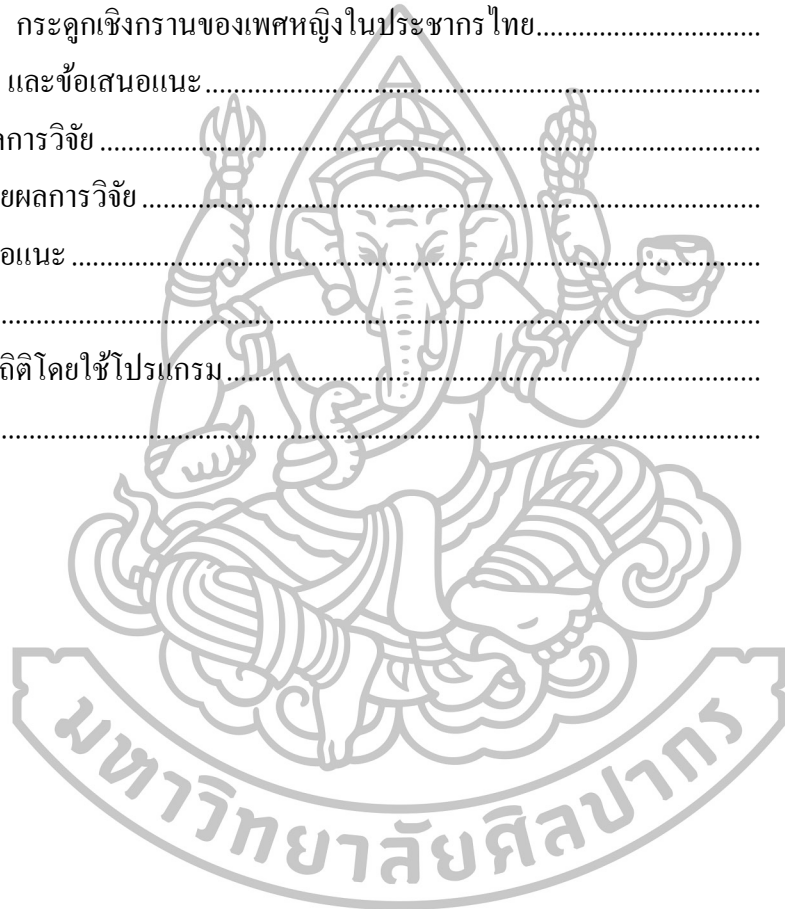 กระดูกเชิงกรานของเพศหญิงในประชากรไทย..............................
และข้อเสนอแนะ..........................................................................
ลการวิจัย........................................................................................
ยผลการวิจัย..................................................................................
อแนะ............................................................................................
.....................................................................................................
ถิติโดยใช้โปรแกรม.......................................................................
.....................................................................................................
มหาวิทยาลัยศิลปากร